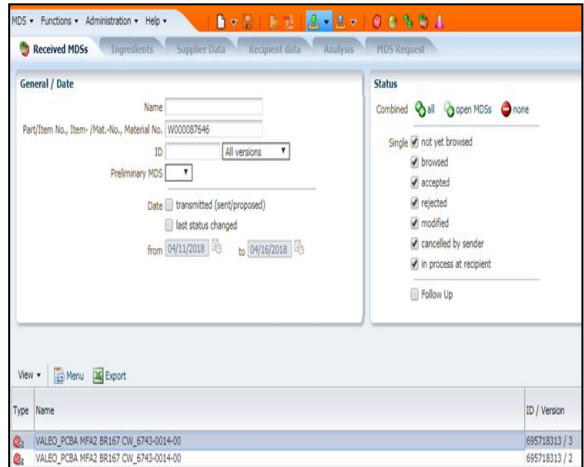 MDS Functions Administration Help
Received MDSs Ingredients Supplier Data Recipient data Analysis MDS Request
General / Date
Name
Part/Item No., Item- /Mat.-No., Material No. W000087646
ID All versions
Preliminary MDS
Date transmitted (sent/proposed)
last status changed
from 04/11/2018 to 04/16/2018
Status
Combined all open MDSs none
Single not yet browsed
browsed
accepted
rejected
modified
cancelled by sender
in process at recipient
Follow Up
View Menu Export
Type Name ID / Version
VALEO_PCBA MFA2 BR167 CW_6743-0014-00 695718313 / 3
VALEO_PCBA MFA2 BR167 CW_6743-0014-00 695718313 / 2